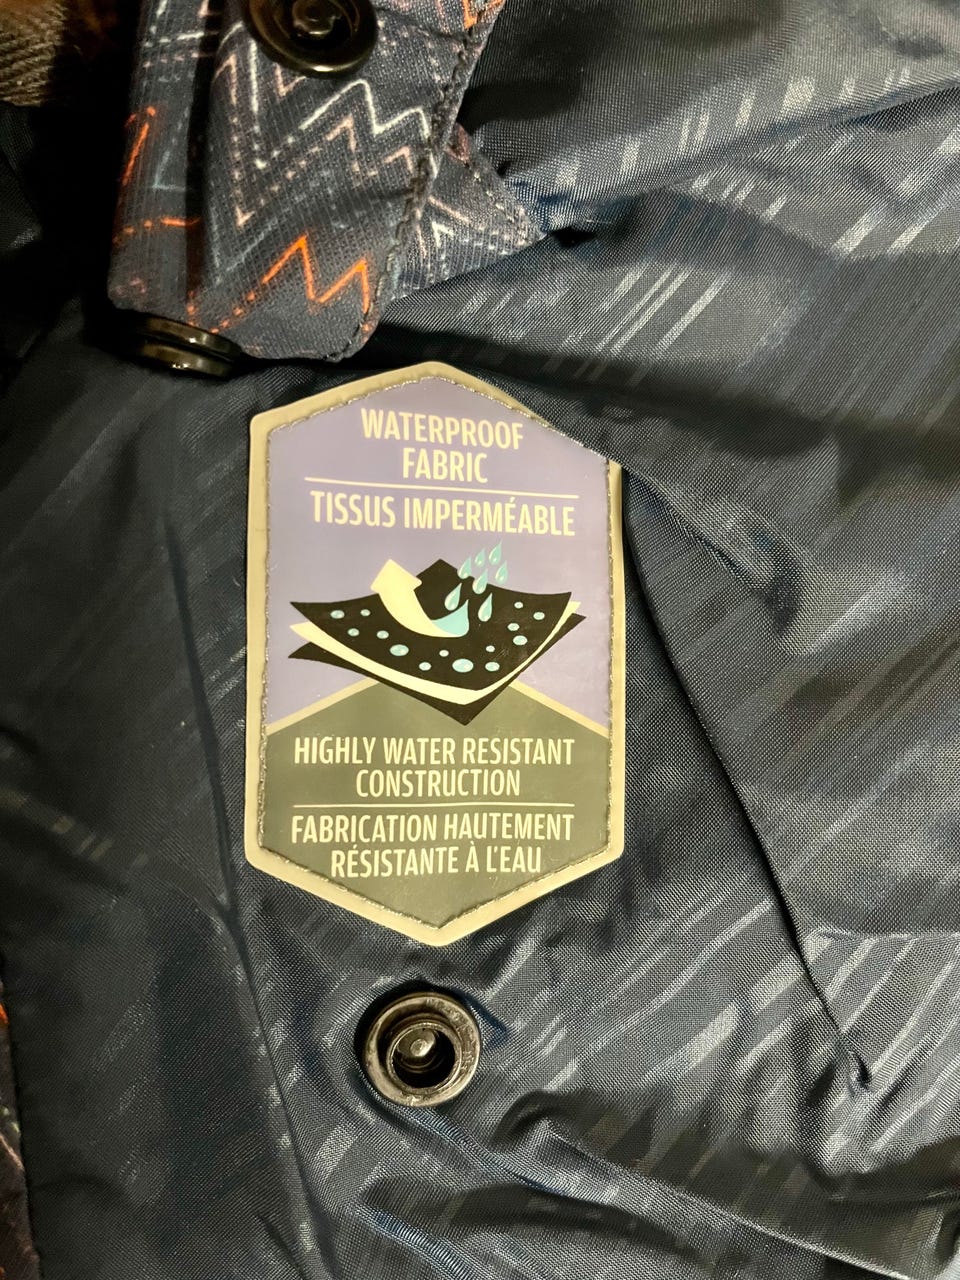 WATERPROOF
FABRIC
TISSUS IMPERMÉABLE
HIGHLY WATER RESISTANT
CONSTRUCTION
FABRICATION HAUTEMENT
RÉSISTANTE À L'EAU